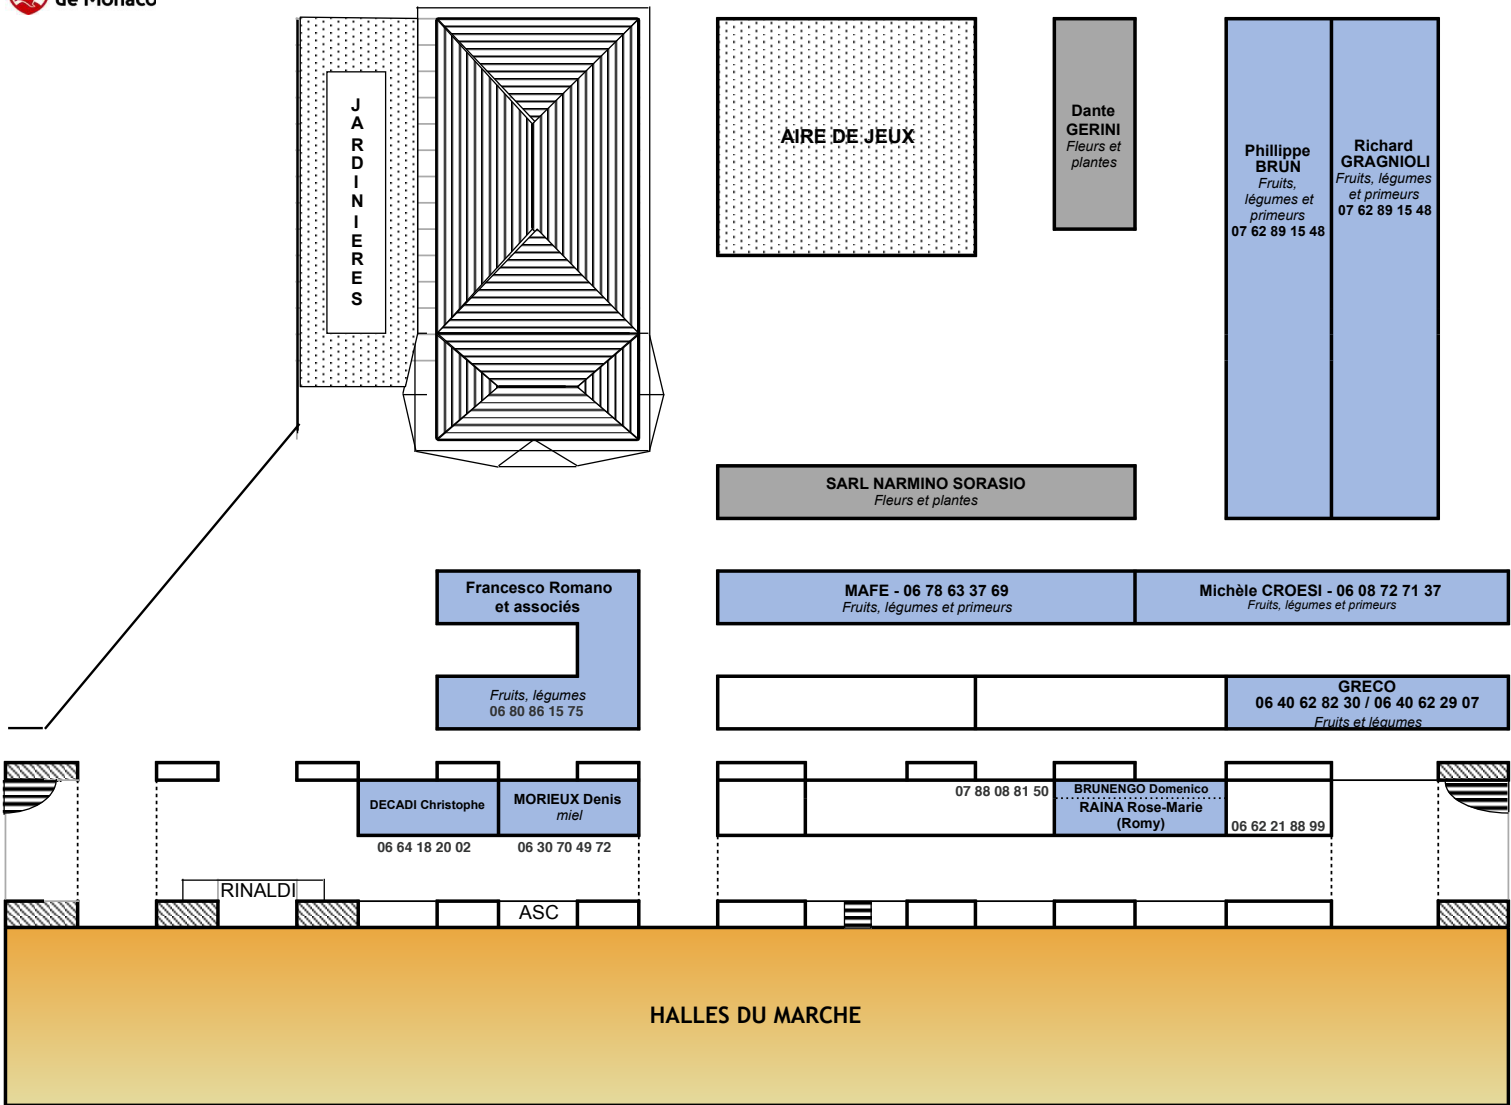 de Monaco
JARDINIERES
AIRE DE JEUX
Dante
GERINI
Fleurs et
plantes
Phillippe
BRUN
Fruits,
légumes et
primeurs
07 62 89 15 48
Richard
GRAGNIOLI
Fruits, légumes
et primeurs
07 62 89 15 48
SARL NARMINO SORASIO
Fleurs et plantes
Francesco Romano
et associés
Fruits, légumes
06 80 86 15 75
MAFE - 06 78 63 37 69
Fruits, légumes et primeurs
Michèle CROESI - 06 08 72 71 37
Fruits, légumes et primeurs
GRECO
06 40 62 82 30 / 06 40 62 29 07
Fruits et légumes
DECADI Christophe
06 64 18 20 02
MORIEUX Denis
miel
06 30 70 49 72
07 88 08 81 50
BRUNENGO Domenico
RAINA Rose-Marie
(Romy)
06 62 21 88 99
RINALDI
ASC
HALLES DU MARCHE